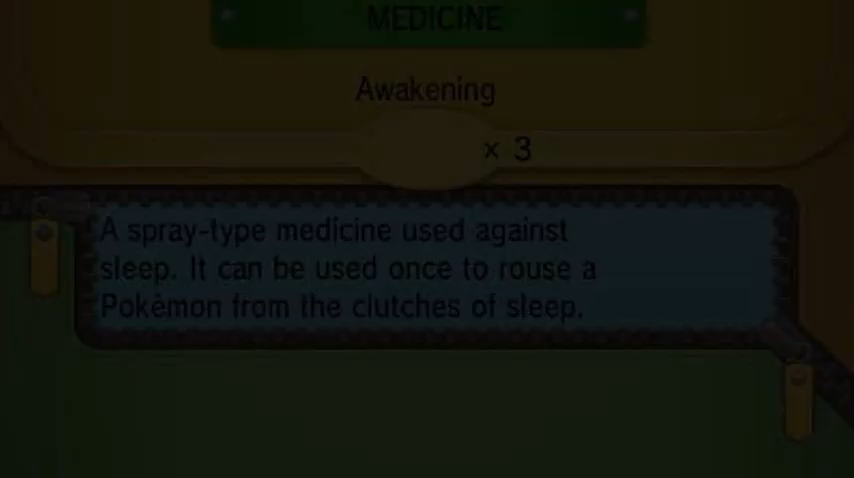 MEDICINE
Awakening
× 3
A spray-type medicine used against
sleep. It can be used once to rouse a
Pokémon from the clutches of sleep.